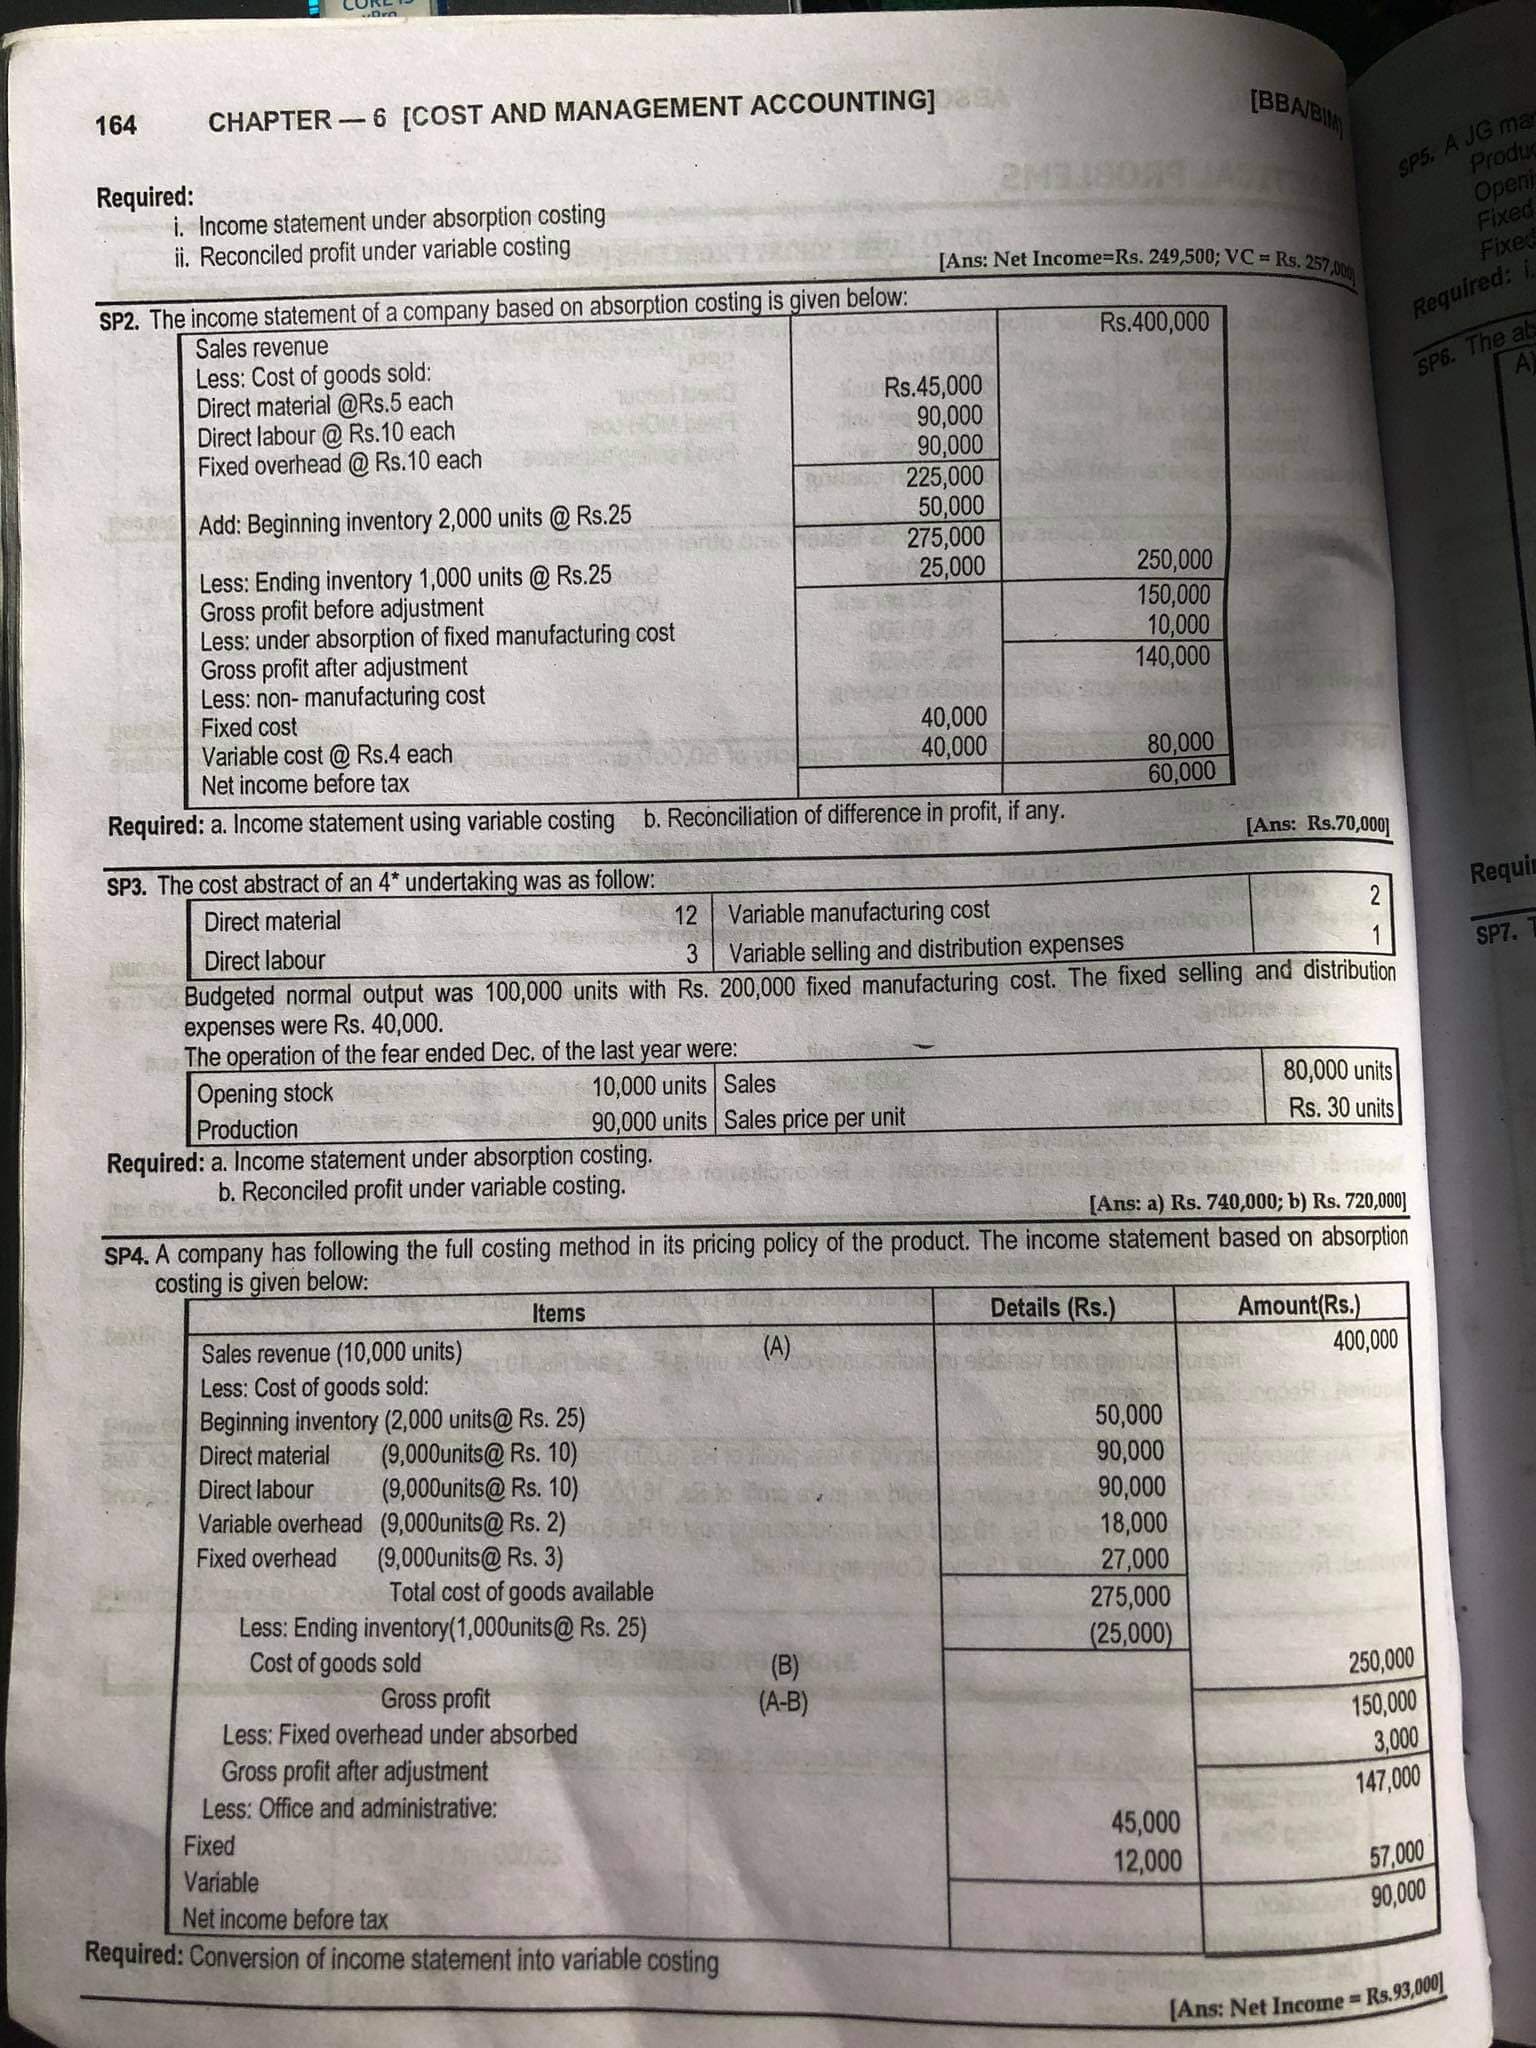 164 CHAPTER — 6 [COST AND MANAGEMENT ACCOUNTING] [BBA/BIM]
Required:
i. Income statement under absorption costing
ii. Reconciled profit under variable costing
[Ans: Net Income=Rs. 249,500; VC = Rs. 257,000]
SP2. The income statement of a company based on absorption costing is given below:
Sales revenue Rs.400,000
Less: Cost of goods sold:
Direct material @Rs.5 each Rs.45,000
Direct labour @ Rs.10 each 90,000
Fixed overhead @ Rs.10 each 90,000
225,000
Add: Beginning inventory 2,000 units @ Rs.25 50,000
275,000
Less: Ending inventory 1,000 units @ Rs.25 25,000 250,000
Gross profit before adjustment 150,000
Less: under absorption of fixed manufacturing cost 10,000
Gross profit after adjustment 140,000
Less: non- manufacturing cost
Fixed cost 40,000
Variable cost @ Rs.4 each 40,000 80,000
Net income before tax 60,000
Required: a. Income statement using variable costing b. Reconciliation of difference in profit, if any.
[Ans: Rs.70,000]
SP3. The cost abstract of an 4* undertaking was as follow:
Direct material 12 Variable manufacturing cost 2
Direct labour 3 Variable selling and distribution expenses 1
Budgeted normal output was 100,000 units with Rs. 200,000 fixed manufacturing cost. The fixed selling and distribution
expenses were Rs. 40,000.
The operation of the fear ended Dec. of the last year were:
Opening stock 10,000 units Sales 80,000 units
Production 90,000 units Sales price per unit Rs. 30 units
Required: a. Income statement under absorption costing.
b. Reconciled profit under variable costing.
[Ans: a) Rs. 740,000; b) Rs. 720,000]
SP4. A company has following the full costing method in its pricing policy of the product. The income statement based on absorption
costing is given below:
Items Details (Rs.) Amount(Rs.)
Sales revenue (10,000 units) (A) 400,000
Less: Cost of goods sold:
Beginning inventory (2,000 units@ Rs. 25) 50,000
Direct material (9,000units@ Rs. 10) 90,000
Direct labour (9,000units@ Rs. 10) 90,000
Variable overhead (9,000units@ Rs. 2) 18,000
Fixed overhead (9,000units@ Rs. 3) 27,000
Total cost of goods available 275,000
Less: Ending inventory(1,000units@ Rs. 25) (25,000)
Cost of goods sold (B) 250,000
Gross profit (A-B) 150,000
Less: Fixed overhead under absorbed 3,000
Gross profit after adjustment 147,000
Less: Office and administrative:
Fixed 45,000
Variable 12,000 57,000
Net income before tax 90,000
Required: Conversion of income statement into variable costing
[Ans: Net Income = Rs.93,000]
SP5. A JG
Fixed
Required:
SP6. The
SP7.